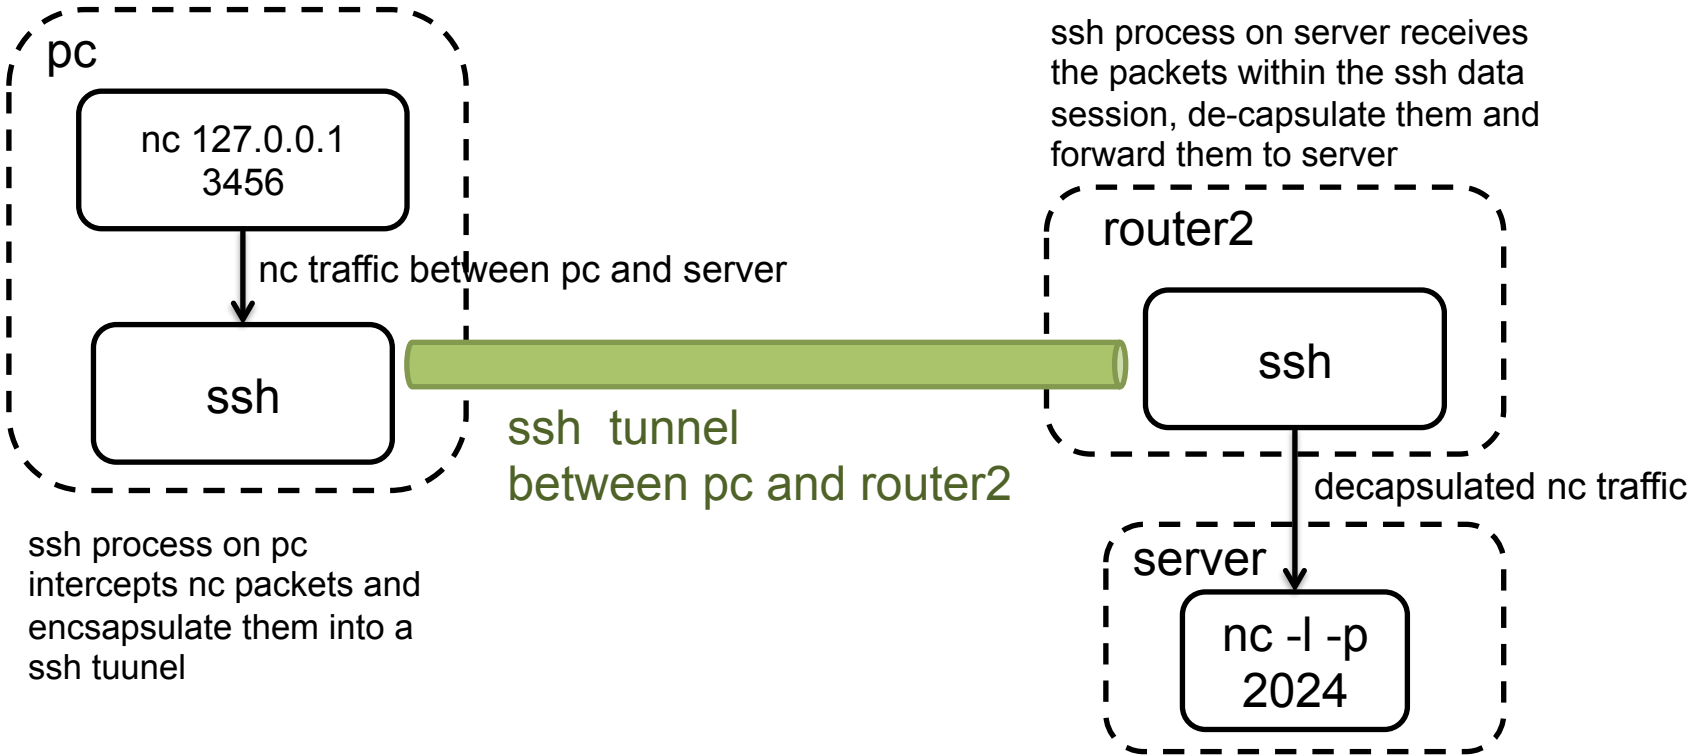 pc
nc 127.0.0.1
3456
nc traffic between pc and server
ssh
ssh process on pc
intercepts nc packets and
encsapsulate them into a
ssh tuunel
ssh tunnel
between pc and router2
ssh process on server receives
the packets within the ssh data
session, de-capsulate them and
forward them to server
router2
ssh
decapsulated nc traffic
server
nc -l -p
2024